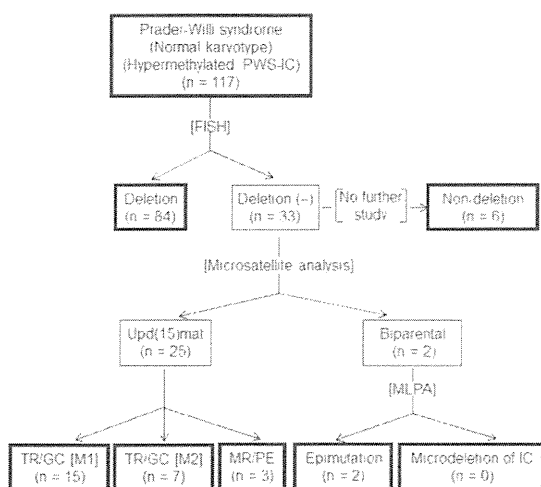 Prader-Willi syndrome
(Normal karyotype)
(Hypermethylated PWS-IC)
(n = 117)
[FISH]
Deletion
(n = 84)
Deletion (−)
(n = 33)
No further
study
Non-deletion
(n = 6)
[Microsatellite analysis]
Upd(15)mat
(n = 25)
Biparental
(n = 2)
[MLPA]
TR/GC [M1]
(n = 15)
TR/GC [M2]
(n = 7)
MR/PE
(n = 3)
Epimutation
(n = 2)
Microdeletion of IC
(n = 0)